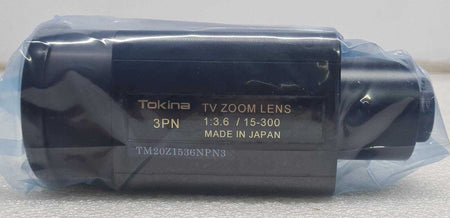 Tokina TV ZOOM LENS
3PN 1:3.6 / 15-300
MADE IN JAPAN
TM20Z1536NPN3